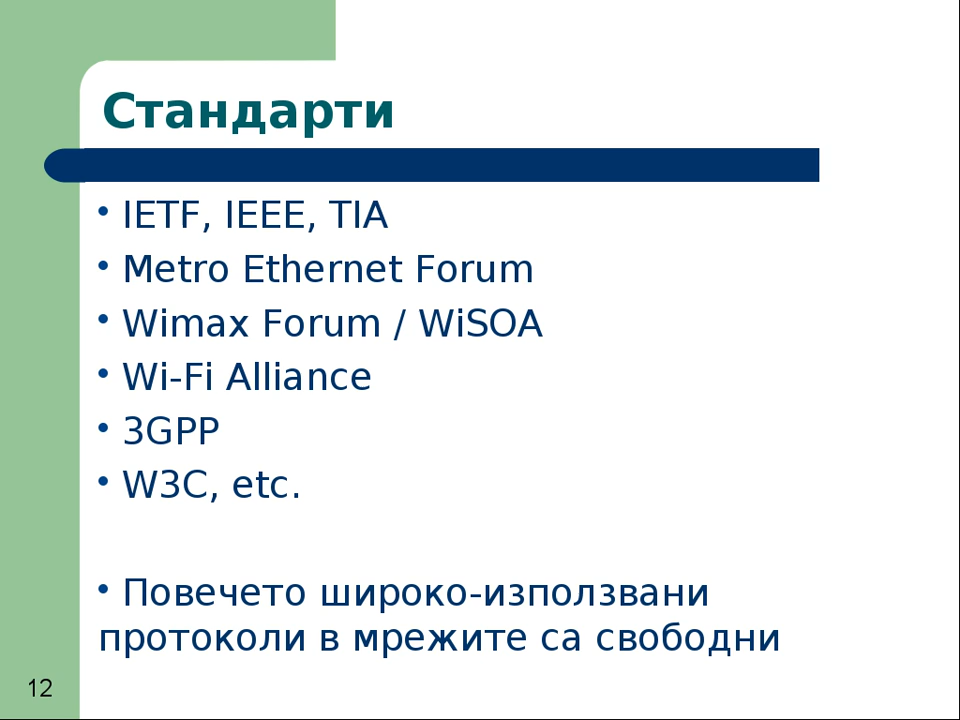 Стандарти
• IETF, IEEE, TIA
• Metro Ethernet Forum
• Wimax Forum / WiSOA
• Wi-Fi Alliance
• 3GPP
• W3C, etc.
• Повечето широко-използвани
протоколи в мрежите са свободни
12